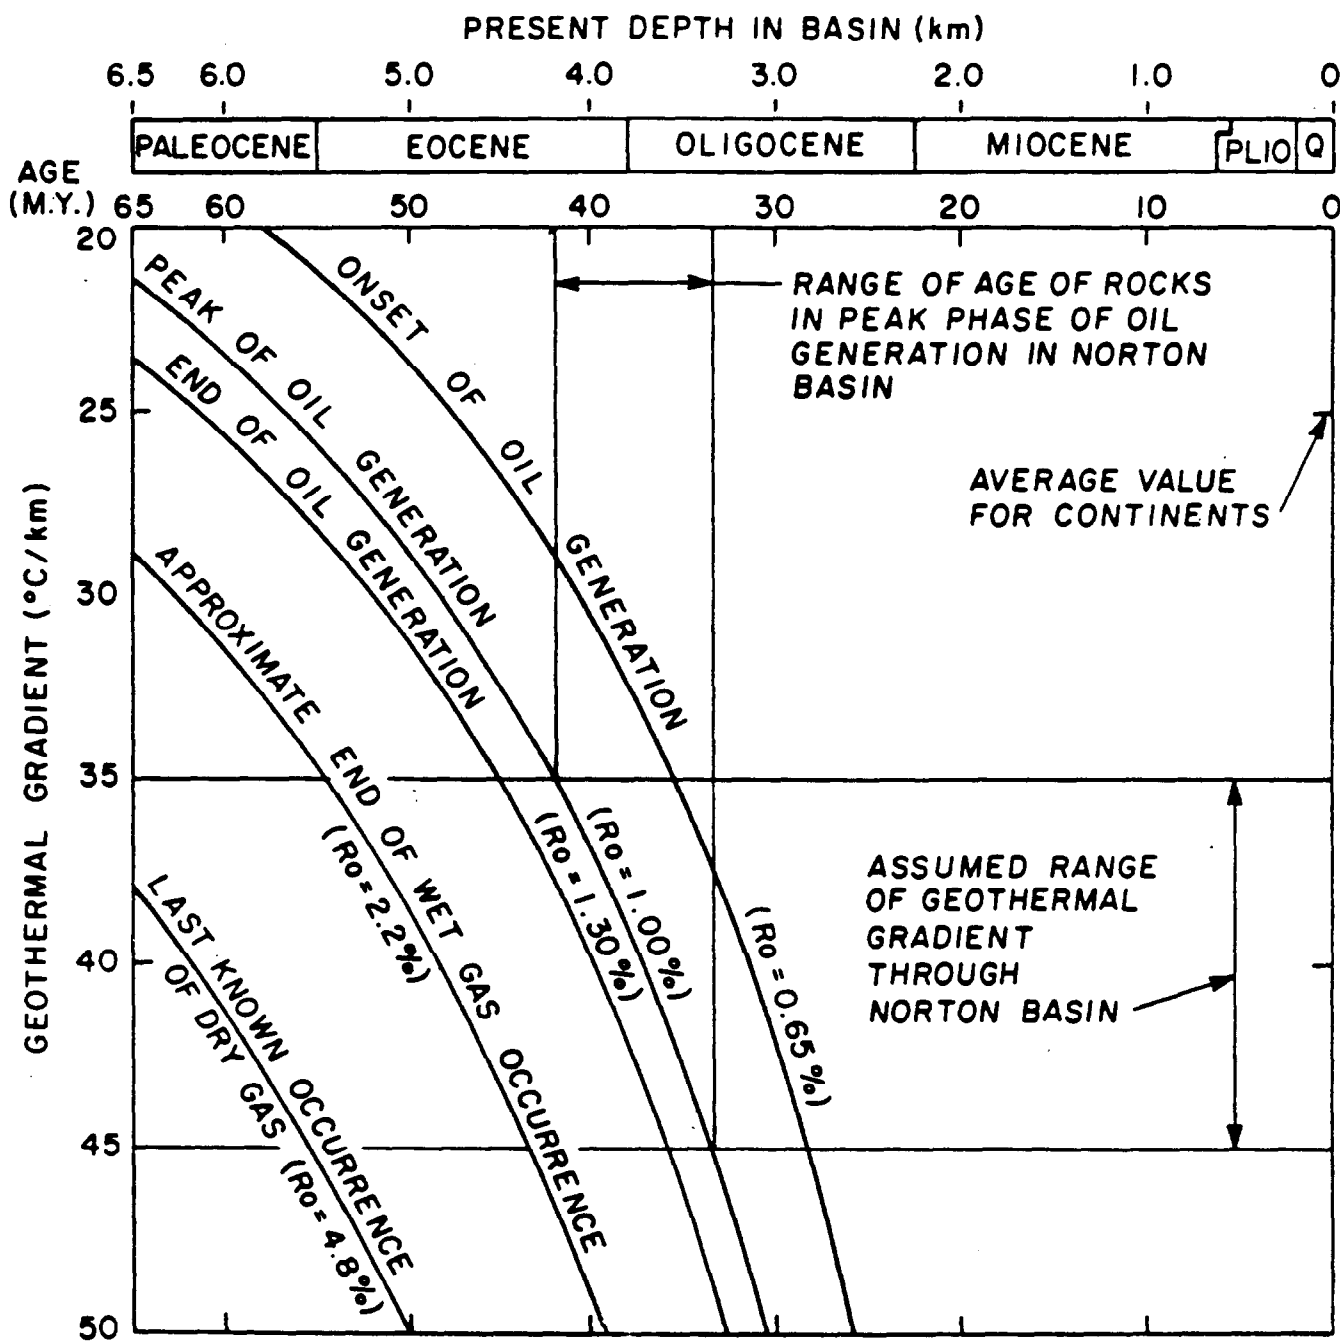 PRESENT DEPTH IN BASIN (km)
6.5 6.0 5.0 4.0 3.0 2.0 1.0 0
PALEOCENE EOCENE OLIGOCENE MIOCENE PLIO Q
AGE
(M.Y.) 65 60 50 40 30 20 10 0
20
25
30
35
40
45
50
GEOTHERMAL GRADIENT (°C/km)
ONSET OF OIL GENERATION
(Ro = 0.65%)
PEAK OF OIL GENERATION
(Ro = 1.00%)
END OF OIL GENERATION
(Ro = 1.30%)
APPROXIMATE END OF WET GAS OCCURRENCE
(Ro = 2.2%)
LAST KNOWN OCCURRENCE
OF DRY GAS (Ro = 4.8%)
RANGE OF AGE OF ROCKS
IN PEAK PHASE OF OIL
GENERATION IN NORTON
BASIN
AVERAGE VALUE
FOR CONTINENTS
ASSUMED RANGE
OF GEOTHERMAL
GRADIENT
THROUGH
NORTON BASIN